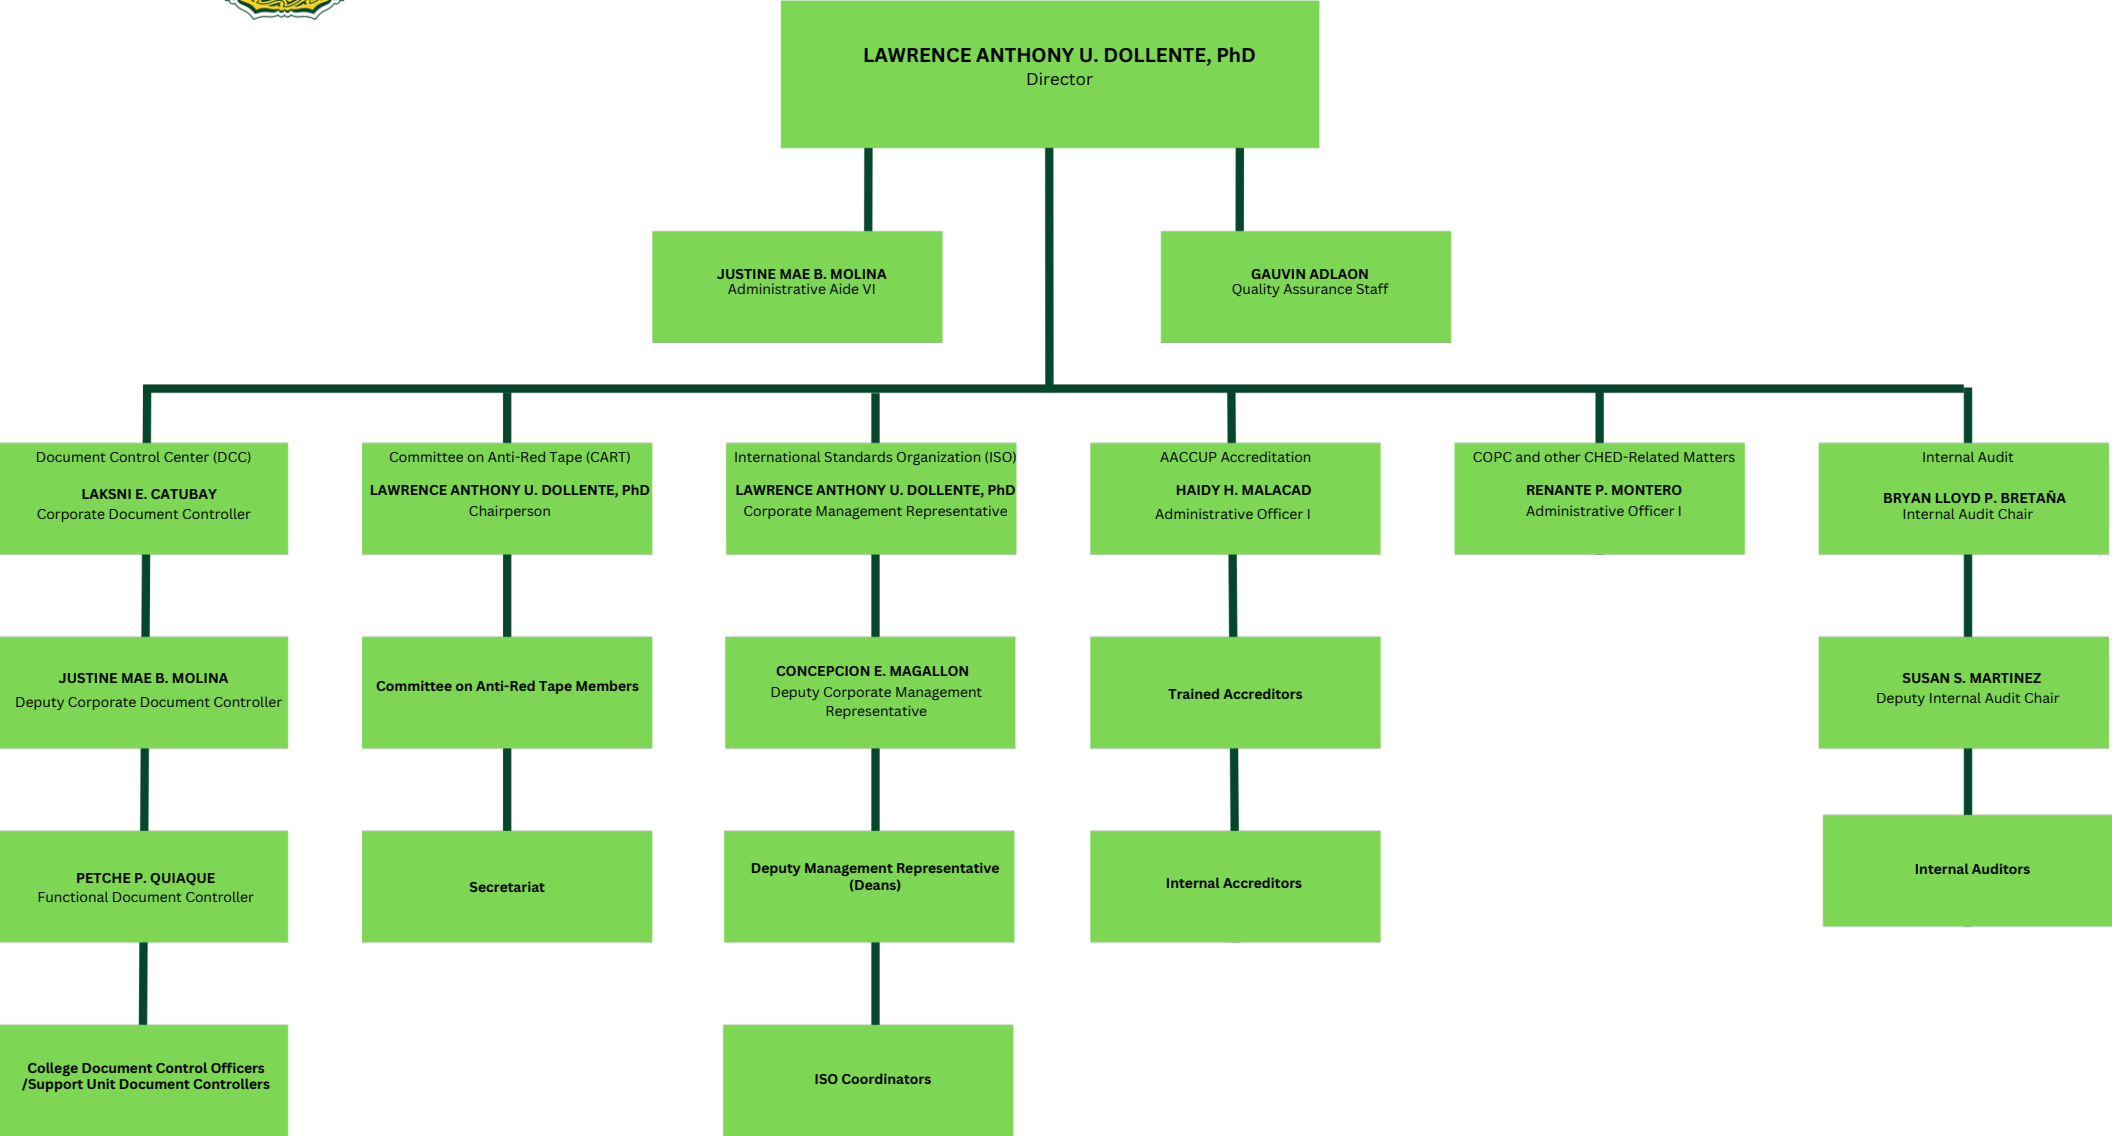 LAWRENCE ANTHONY U. DOLLENTE, PhD
Director
JUSTINE MAE B. MOLINA
Administrative Aide VI
GAUVIN ADLAON
Quality Assurance Staff
Document Control Center (DCC)
LAKSNI E. CATUBAY
Corporate Document Controller
Committee on Anti-Red Tape (CART)
LAWRENCE ANTHONY U. DOLLENTE, PhD
Chairperson
International Standards Organization (ISO)
LAWRENCE ANTHONY U. DOLLENTE, PhD
Corporate Management Representative
AACCUP Accreditation
HAIDY H. MALACAD
Administrative Officer I
COPC and other CHED-Related Matters
RENANTE P. MONTERO
Administrative Officer I
Internal Audit
BRYAN LLOYD P. BRETAÑA
Internal Audit Chair
JUSTINE MAE B. MOLINA
Deputy Corporate Document Controller
Committee on Anti-Red Tape Members
CONCEPCION E. MAGALLON
Deputy Corporate Management
Representative
Trained Accreditors
SUSAN S. MARTINEZ
Deputy Internal Audit Chair
PETCHE P. QUIAQUE
Functional Document Controller
Secretariat
Deputy Management Representative
(Deans)
Internal Accreditors
Internal Auditors
College Document Control Officers
/Support Unit Document Controllers
ISO Coordinators